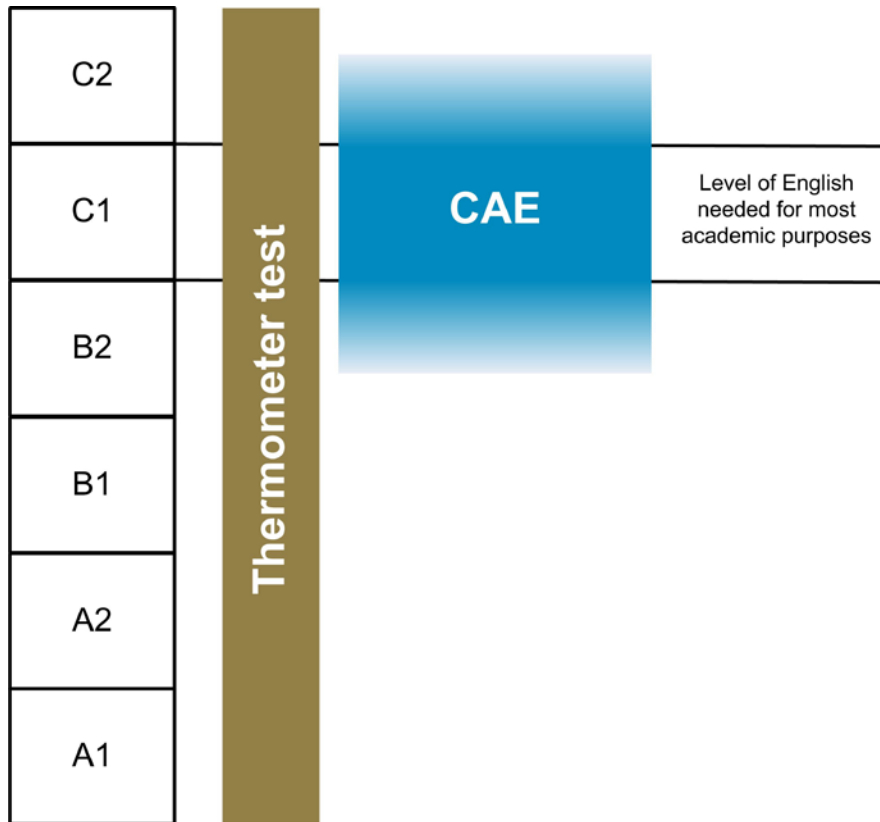 C2
C1
B2
B1
A2
A1
Thermometer test
CAE
Level of English
needed for most
academic purposes